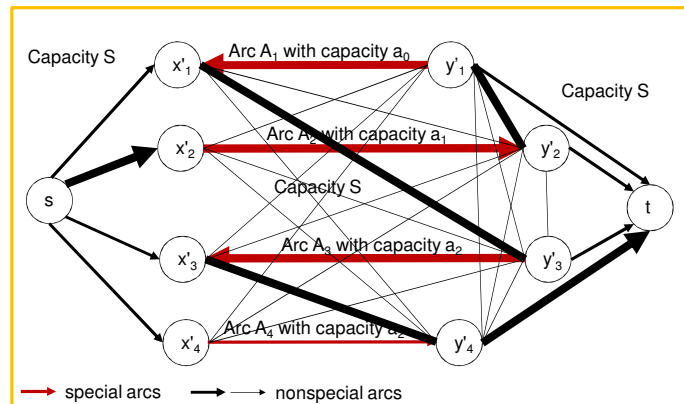 Capacity S
x'1
Arc A1 with capacity a0
y'1
Capacity S
x'2
Arc A2 with capacity a1
y'2
Capacity S
s
t
x'3
Arc A3 with capacity a2
y'3
x'4
Arc A4 with capacity a2
y'4
special arcs
nonspecial arcs